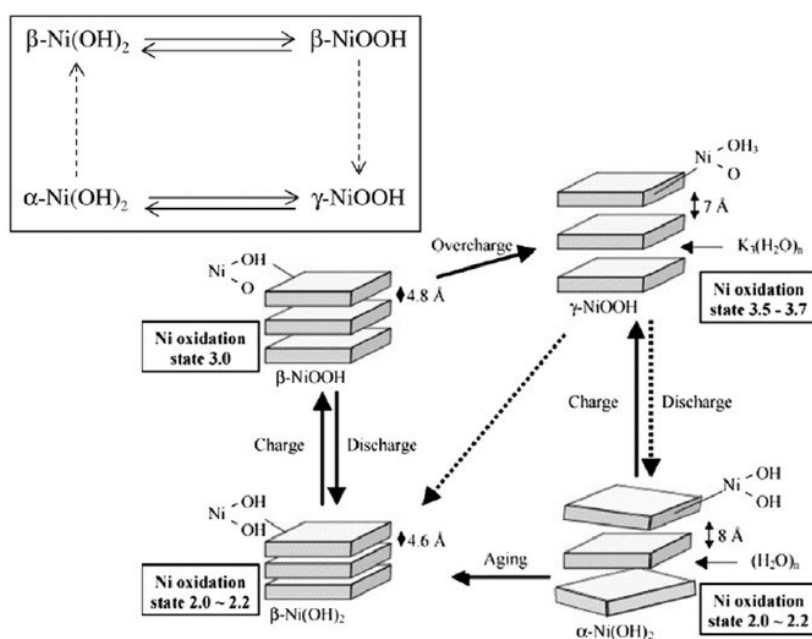 β-Ni(OH)₂ β-NiOOH
α-Ni(OH)₂ γ-NiOOH
Ni
OH₃
O
7 Å
K₃(H₂O)ₙ
γ-NiOOH
Ni oxidation
state 3.5 - 3.7
Overcharge
Ni
OH
O
4.8 Å
Ni oxidation
state 3.0
β-NiOOH
Charge
Discharge
Charge
Discharge
Ni
OH
OH
4.6 Å
Ni oxidation
state 2.0 ~ 2.2
β-Ni(OH)₂
Aging
Ni
OH
OH
8 Å
(H₂O)ₙ
Ni oxidation
state 2.0 ~ 2.2
α-Ni(OH)₂